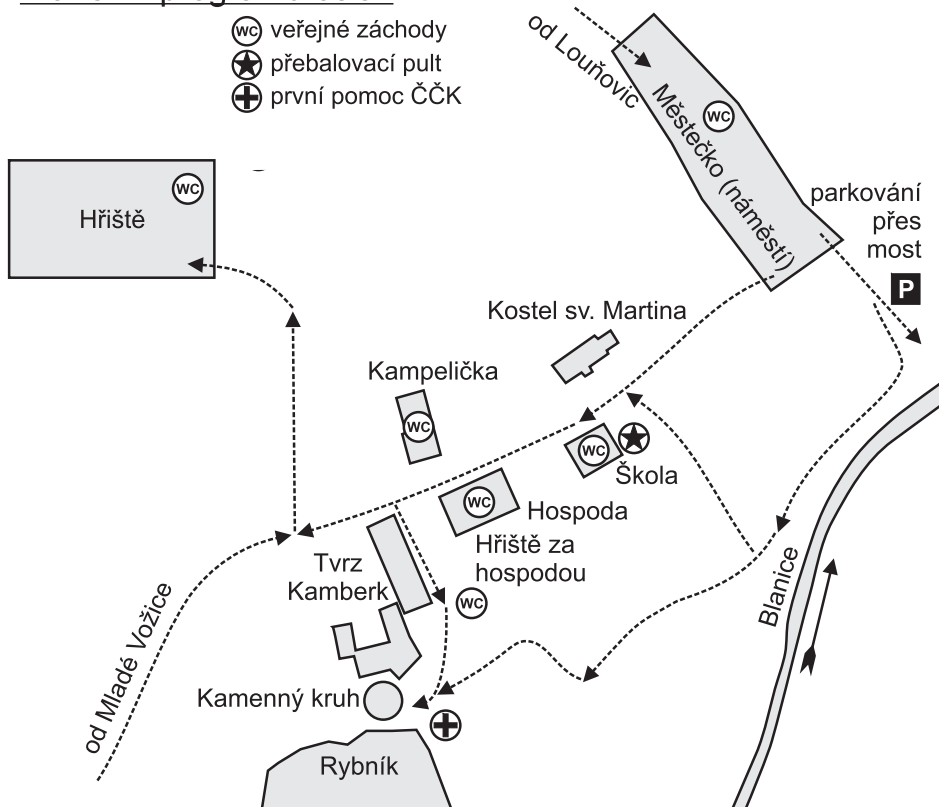 WC veřejné záchody
přebalovací pult
první pomoc ČČK
od Louňovic
Městečko (náměstí)
WC
WC
Hřiště
parkování
přes
most
P
Kostel sv. Martina
Kampelička
WC
WC
Škola
WC
Hospoda
Hřiště za
hospodou
WC
Tvrz
Kamberk
Blanice
od Mladé Vožice
Kamenný kruh
Rybník